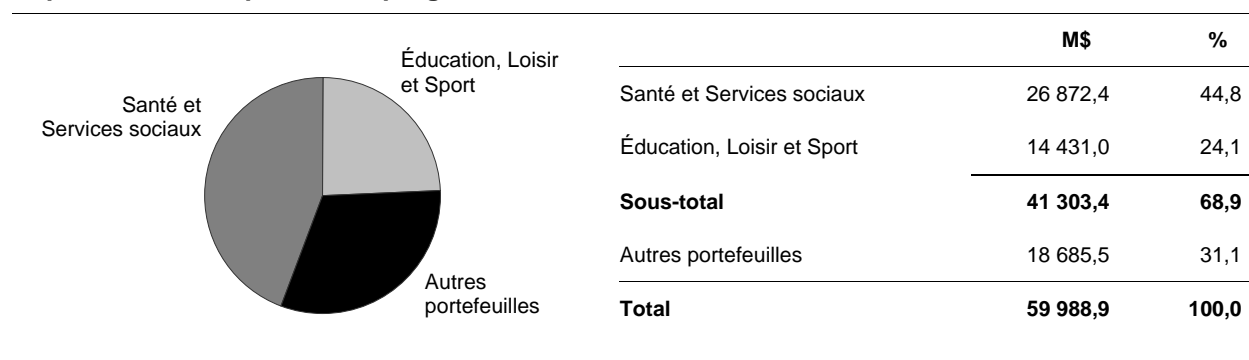 Éducation, Loisir
et Sport
Santé et
Services sociaux
Autres
portefeuilles
M$ %
Santé et Services sociaux 26 872,4 44,8
Éducation, Loisir et Sport 14 431,0 24,1
Sous-total 41 303,4 68,9
Autres portefeuilles 18 685,5 31,1
Total 59 988,9 100,0